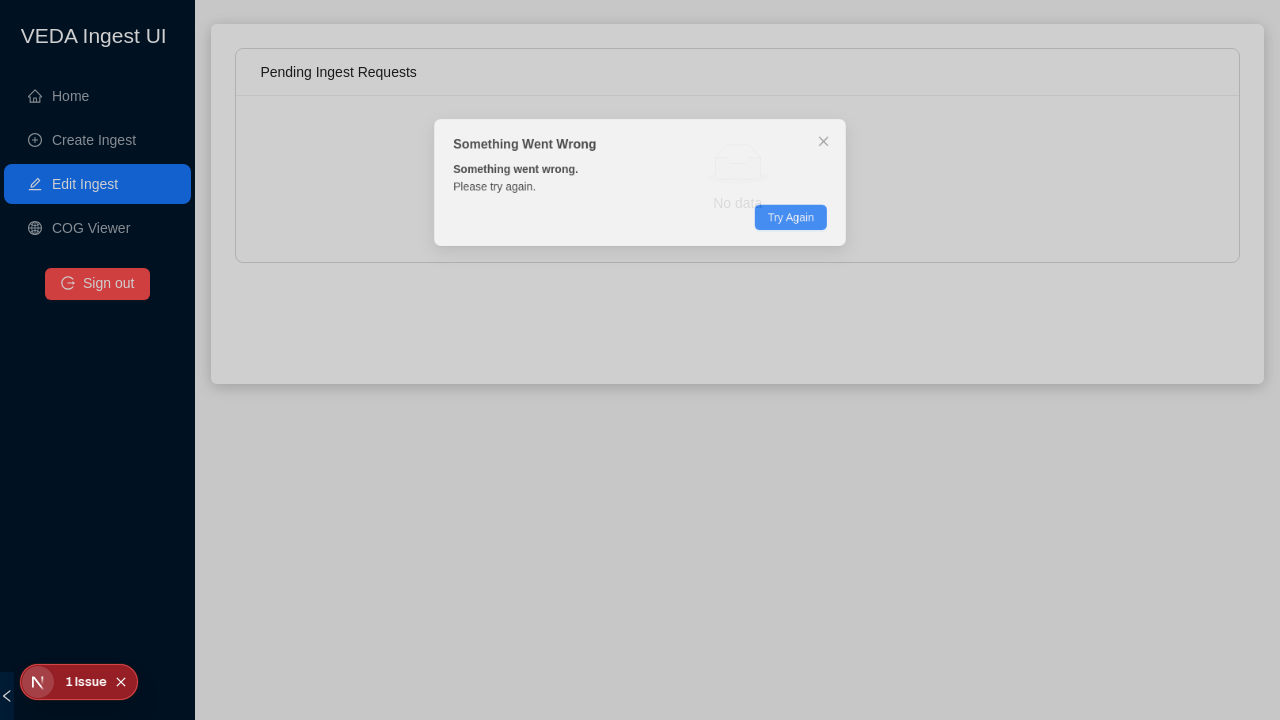 VEDA Ingest UI
Home
Create Ingest
Edit Ingest
COG Viewer
Sign out
Pending Ingest Requests
Something Went Wrong
Something went wrong.
Please try again.
No data
Try Again
1 Issue